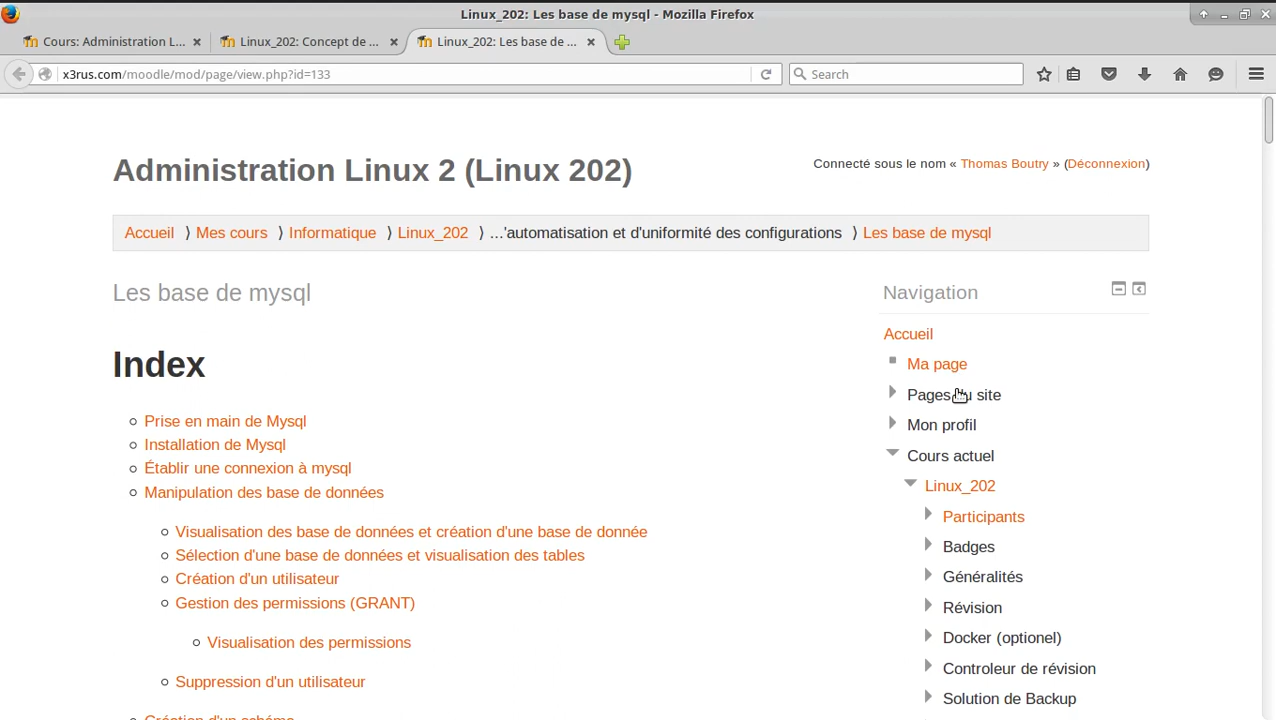 Linux_202: Les base de mysql - Mozilla Firefox
Cours: Administration L...
Linux_202: Concept de ...
Linux_202: Les base de ...
x3rus.com/moodle/mod/page/view.php?id=133
Search
Administration Linux 2 (Linux 202)
Connecté sous le nom « Thomas Boutry » (Déconnexion)
Accueil ⟩ Mes cours ⟩ Informatique ⟩ Linux_202 ⟩ ...'automatisation et d'uniformité des configurations ⟩ Les base de mysql
Les base de mysql
Index
Prise en main de Mysql
Installation de Mysql
Établir une connexion à mysql
Manipulation des base de données
Visualisation des base de données et création d'une base de donnée
Sélection d'une base de données et visualisation des tables
Création d'un utilisateur
Gestion des permissions (GRANT)
Visualisation des permissions
Suppression d'un utilisateur
Création d'un schéma
Navigation
Accueil
Ma page
Pages du site
Mon profil
Cours actuel
Linux_202
Participants
Badges
Généralités
Révision
Docker (optionel)
Controleur de révision
Solution de Backup